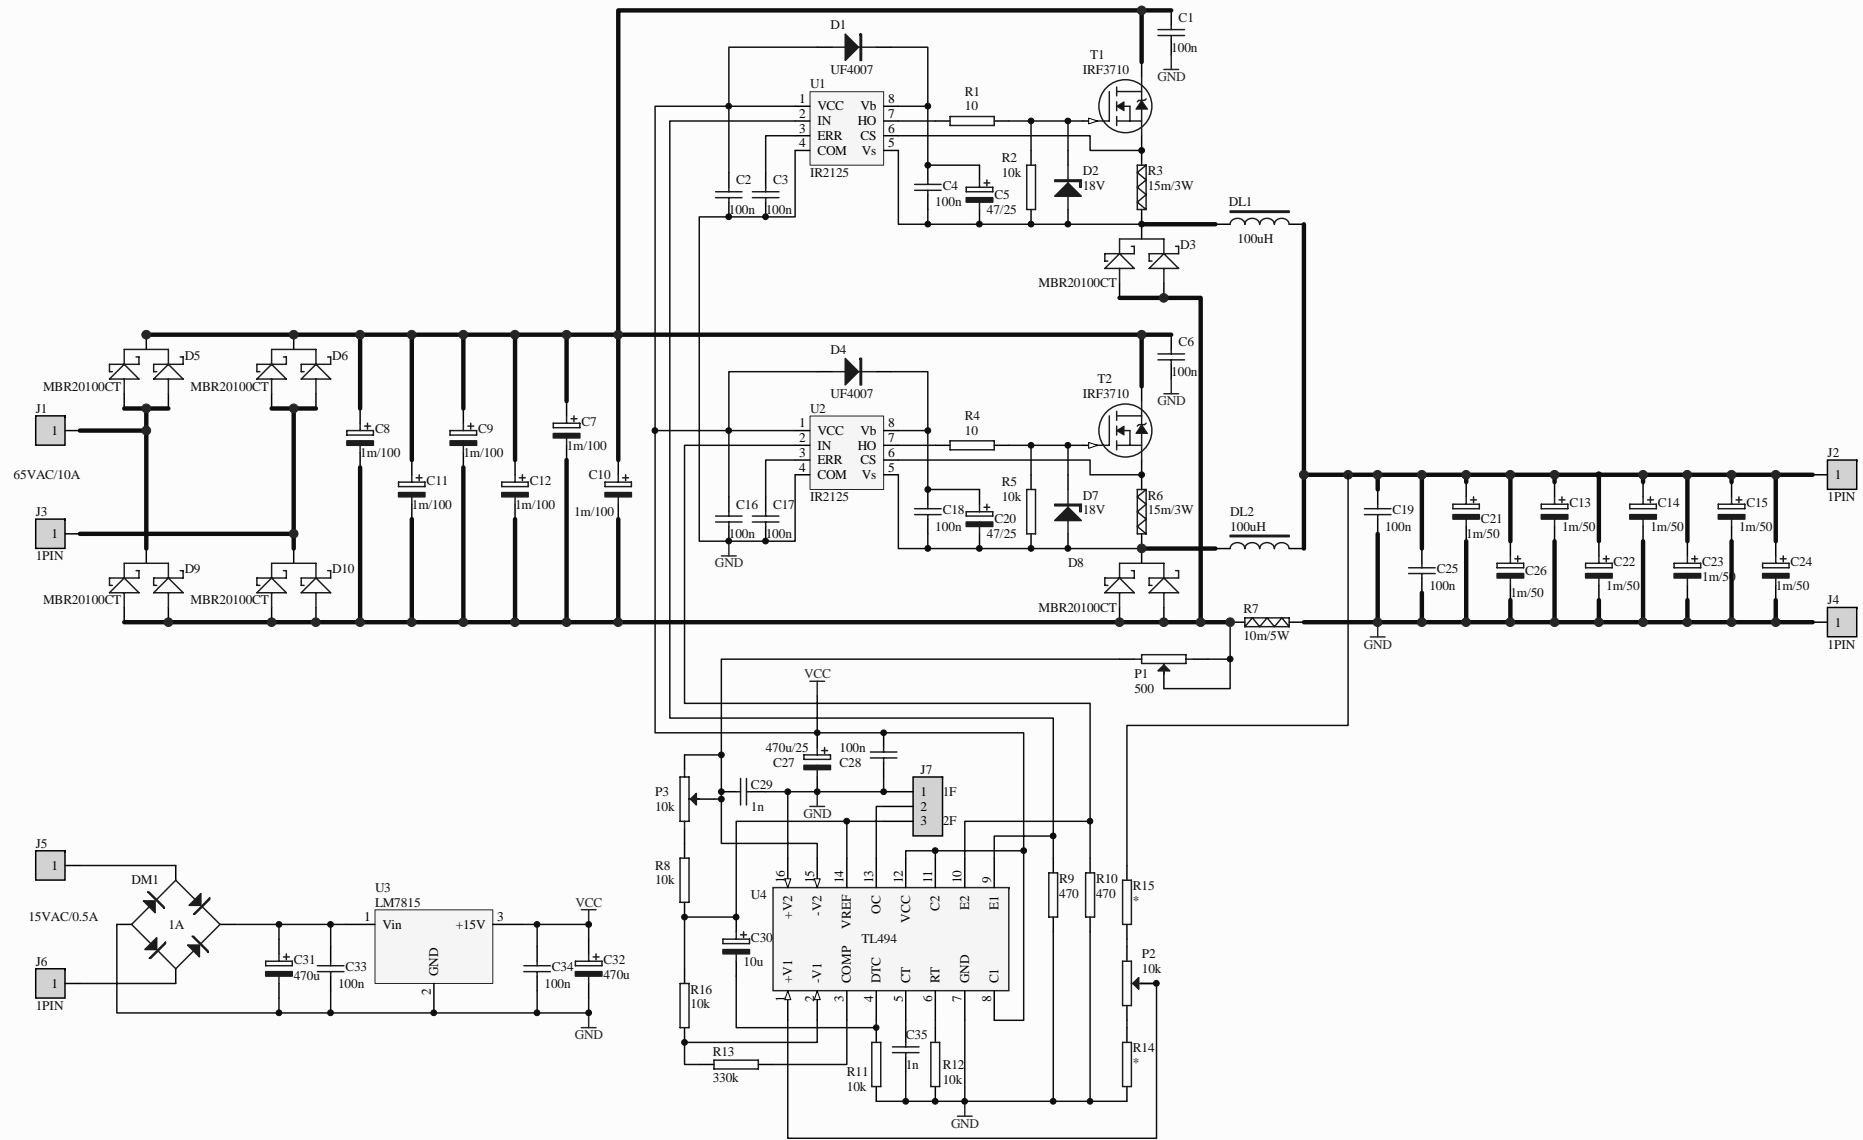 D1
UF4007
U1
1 VCC Vb 8
2 IN HO 7
3 ERR CS 6
4 COM Vs 5
IR2125
R1
10
T1
IRF3710
C1
100n
GND
C2
100n
C3
100n
C4
100n
C5
47/25
R2
10k
D2
18V
R3
15m/3W
DL1
100uH
D3
MBR20100CT
D5
MBR20100CT
D6
MBR20100CT
J1
1
65VAC/10A
J3
1
1PIN
D9
MBR20100CT
D10
MBR20100CT
C8
1m/100
C11
1m/100
C9
1m/100
C12
1m/100
C7
1m/100
C10
1m/100
D4
UF4007
U2
1 VCC Vb 8
2 IN HO 7
3 ERR CS 6
4 COM Vs 5
IR2125
R4
10
T2
IRF3710
C6
100n
GND
C16
100n
C17
100n
GND
C18
100n
C20
47/25
R5
10k
D7
18V
R6
15m/3W
D8
MBR20100CT
DL2
100uH
R7
10m/5W
C19
100n
C25
100n
C21
1m/50
C26
1m/50
C13
1m/50
C22
1m/50
C14
1m/50
C23
1m/50
C15
1m/50
C24
1m/50
J2
1
1PIN
J4
1
1PIN
GND
P1
500
VCC
470u/25
C27
100n
C28
GND
J7
1 1F
2
3 2F
P3
10k
C29
1n
R8
10k
C30
10u
R16
10k
R13
330k
U4
16 15 14 13 12 11 10 9
+V2 -V2 VREF OC VCC C2 E2 E1
TL494
+V1 -V1 COMP DTC CT RT GND C1
1 2 3 4 5 6 7 8
R11
10k
C35
1n
R12
10k
GND
R9
470
R10
470
R15
*
P2
10k
R14
*
J5
1
15VAC/0.5A
J6
1
1PIN
DM1
1A
C31
470u
C33
100n
U3
LM7815
1 Vin +15V 3
GND
2
C34
100n
VCC
C32
470u
GND